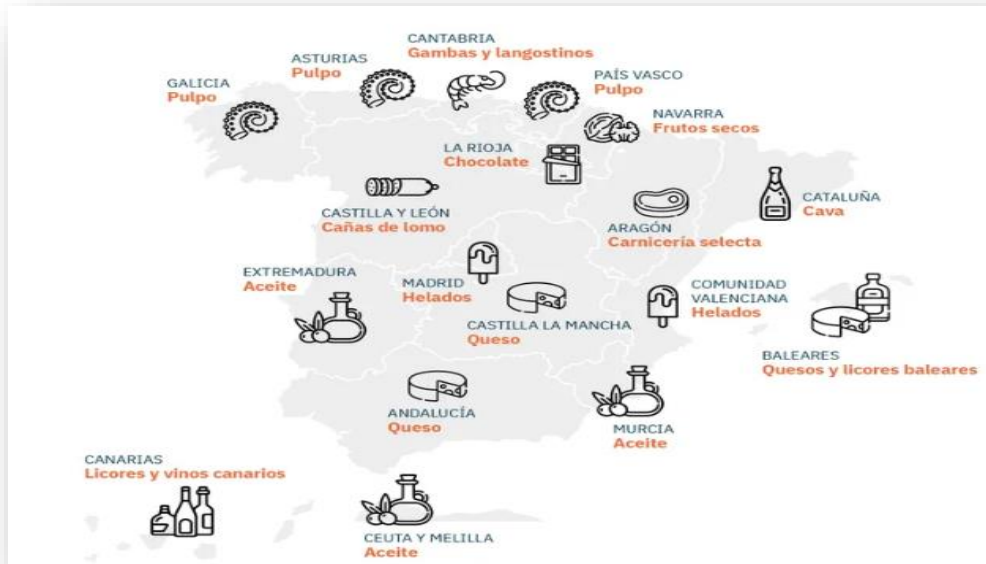 CANTABRIA
Gambas y langostinos
ASTURIAS
Pulpo
GALICIA
Pulpo
PAÍS VASCO
Pulpo
NAVARRA
Frutos secos
LA RIOJA
Chocolate
CASTILLA Y LEÓN
Cañas de lomo
ARAGÓN
Carnicería selecta
CATALUÑA
Cava
EXTREMADURA
Aceite
MADRID
Helados
CASTILLA LA MANCHA
Queso
COMUNIDAD
VALENCIANA
Helados
BALEARES
Quesos y licores baleares
ANDALUCÍA
Queso
MURCIA
Aceite
CANARIAS
Licores y vinos canarios
CEUTA Y MELILLA
Aceite